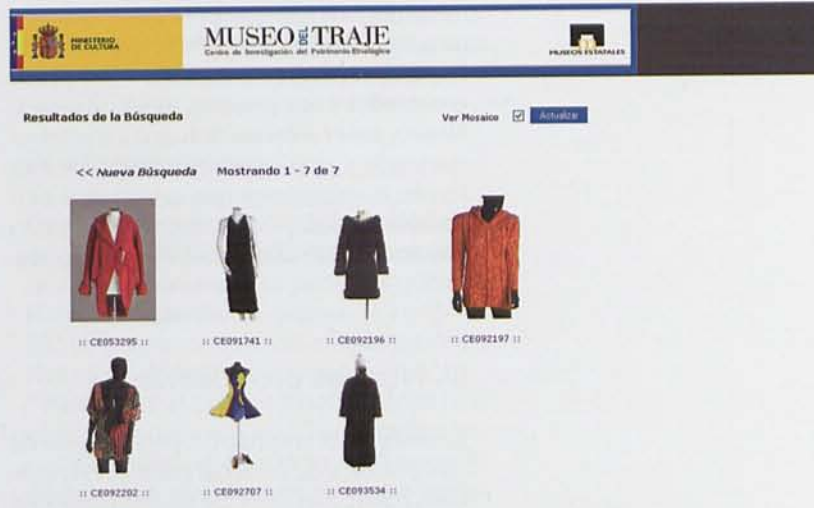 MINISTERIO
DE CULTURA
MUSEO DEL TRAJE
Centro de Investigación del Patrimonio Etnológico
MUSEOS ESTATALES
Resultados de la Búsqueda
Ver Mosaico
Actualizar
<< Nueva Búsqueda Mostrando 1 - 7 de 7
:: CE053295 :: :: CE091741 :: :: CE092196 :: :: CE092197 ::
:: CE092202 :: :: CE092707 :: :: CE093534 ::